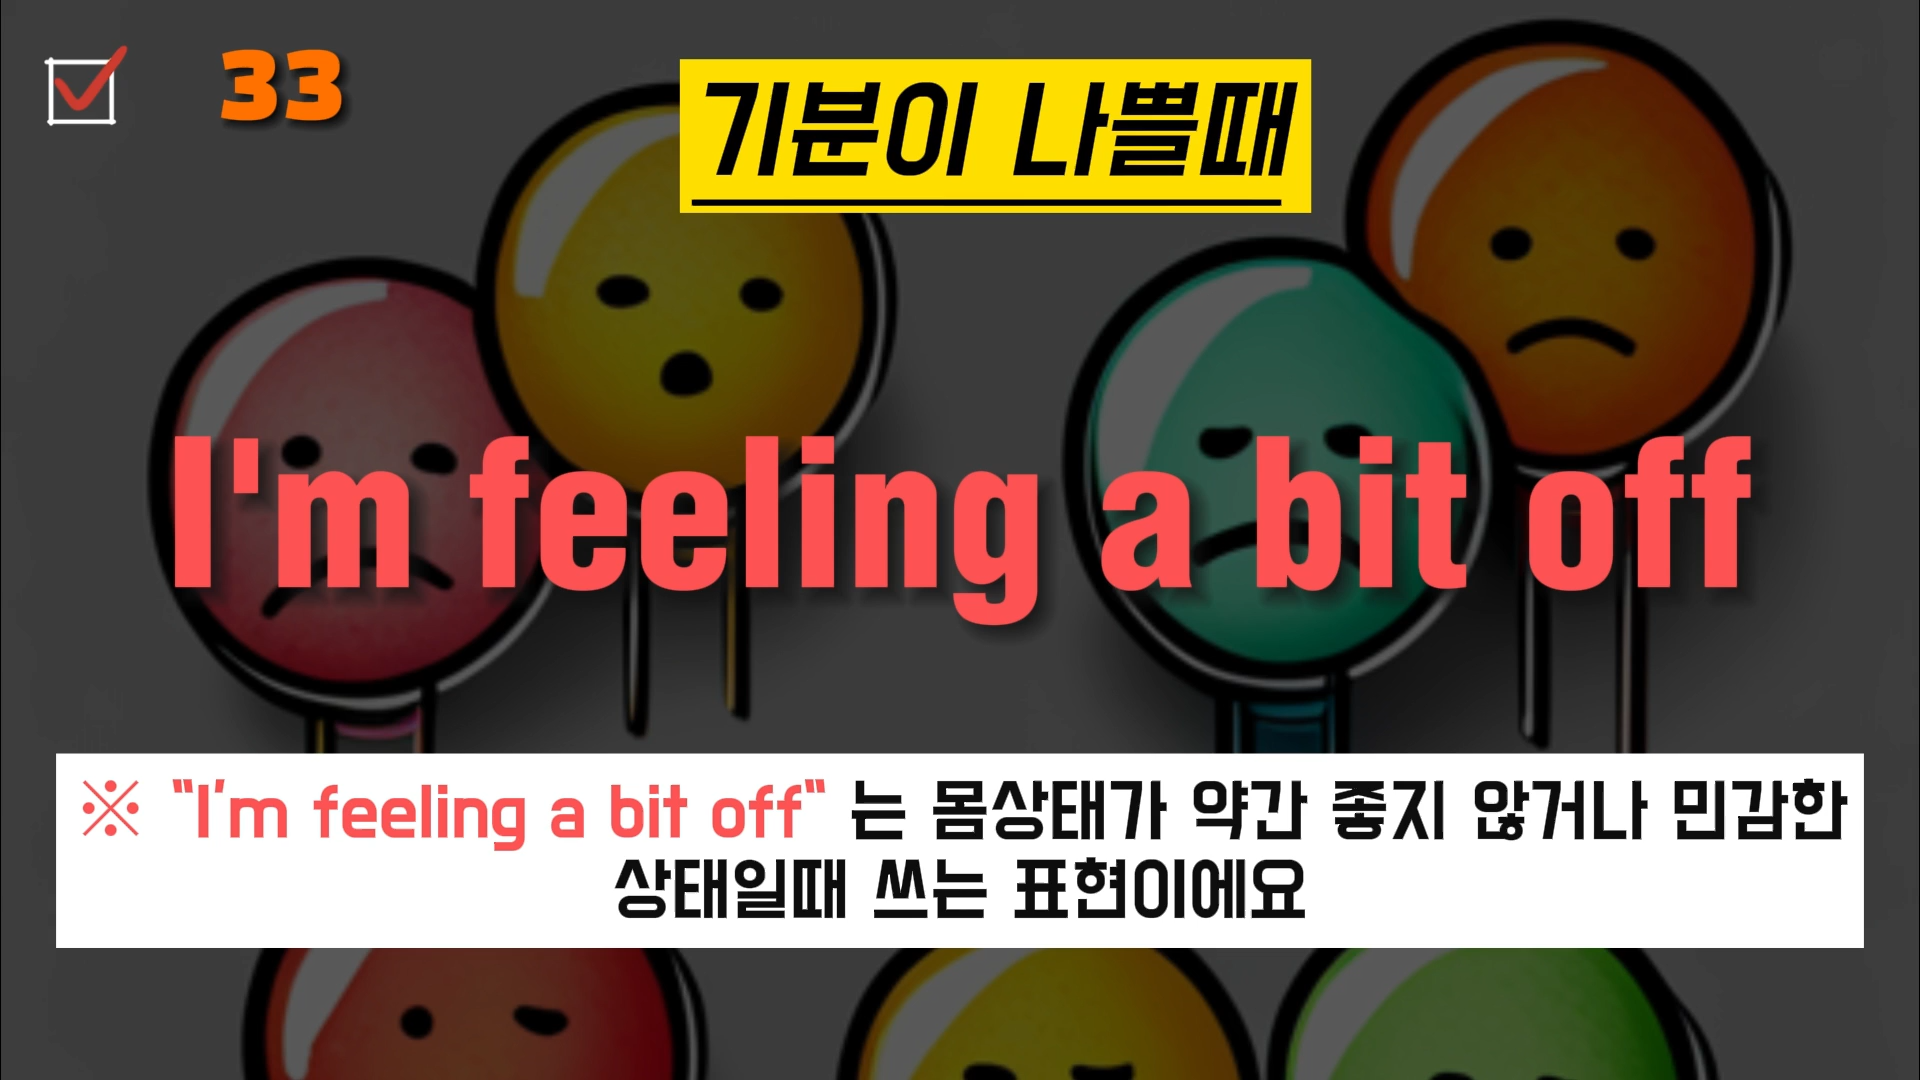 33
기분이 나쁠때
I'm feeling a bit off
※ “I'm feeling a bit off“ 는 몸상태가 약간 좋지 않거나 민감한
상태일때 쓰는 표현이에요